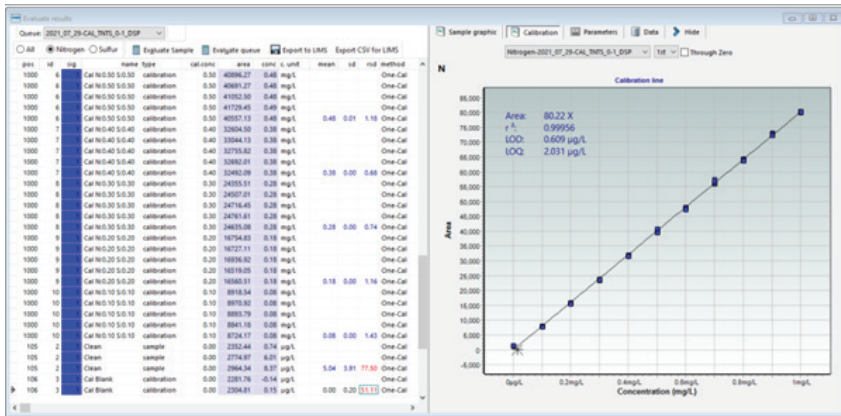 Evaluate results
Queue: 2021_07_29-CAL_TNTS_0-1_DSP
All Nitrogen Sulfur Evgluate Sample Evalyate queue Export to LIMS Export CSV for LIMS
pos id sig name type cal.conc area conc c. unit mean sd rsd method
1000 6 Cal N:0.50 S:0.50 calibration 0.50 40896.27 0.48 mg/L One-Cal
1000 6 Cal N:0.50 S:0.50 calibration 0.50 40681.27 0.48 mg/L One-Cal
1000 6 Cal N:0.50 S:0.50 calibration 0.50 41052.50 0.48 mg/L One-Cal
1000 6 Cal N:0.50 S:0.50 calibration 0.50 41729.45 0.49 mg/L One-Cal
1000 6 Cal N:0.50 S:0.50 calibration 0.50 40557.13 0.48 mg/L 0.48 0.01 1.18 One-Cal
1000 7 Cal N:0.40 S:0.40 calibration 0.40 32604.50 0.38 mg/L One-Cal
1000 7 Cal N:0.40 S:0.40 calibration 0.40 33044.13 0.38 mg/L One-Cal
1000 7 Cal N:0.40 S:0.40 calibration 0.40 32755.82 0.38 mg/L One-Cal
1000 7 Cal N:0.40 S:0.40 calibration 0.40 32692.01 0.38 mg/L One-Cal
1000 7 Cal N:0.40 S:0.40 calibration 0.40 32492.09 0.38 mg/L 0.38 0.00 0.68 One-Cal
1000 8 Cal N:0.30 S:0.30 calibration 0.30 24355.51 0.28 mg/L One-Cal
1000 8 Cal N:0.30 S:0.30 calibration 0.30 24507.01 0.28 mg/L One-Cal
1000 8 Cal N:0.30 S:0.30 calibration 0.30 24716.45 0.28 mg/L One-Cal
1000 8 Cal N:0.30 S:0.30 calibration 0.30 24761.61 0.28 mg/L One-Cal
1000 8 Cal N:0.30 S:0.30 calibration 0.30 24635.08 0.28 mg/L 0.28 0.00 0.74 One-Cal
1000 9 Cal N:0.20 S:0.20 calibration 0.20 16754.83 0.18 mg/L One-Cal
1000 9 Cal N:0.20 S:0.20 calibration 0.20 16727.11 0.18 mg/L One-Cal
1000 9 Cal N:0.20 S:0.20 calibration 0.20 16936.92 0.18 mg/L One-Cal
1000 9 Cal N:0.20 S:0.20 calibration 0.20 16519.05 0.18 mg/L One-Cal
1000 9 Cal N:0.20 S:0.20 calibration 0.20 16560.51 0.18 mg/L 0.18 0.00 1.16 One-Cal
1000 10 Cal N:0.10 S:0.10 calibration 0.10 8918.34 0.08 mg/L One-Cal
1000 10 Cal N:0.10 S:0.10 calibration 0.10 8970.92 0.08 mg/L One-Cal
1000 10 Cal N:0.10 S:0.10 calibration 0.10 8893.79 0.08 mg/L One-Cal
1000 10 Cal N:0.10 S:0.10 calibration 0.10 8841.18 0.08 mg/L One-Cal
1000 10 Cal N:0.10 S:0.10 calibration 0.10 8724.17 0.08 mg/L 0.08 0.00 1.43 One-Cal
105 2 Clean sample 0.00 2352.44 0.74 µg/L One-Cal
105 2 Clean sample 0.00 2774.97 6.01 One-Cal
105 2 Clean sample 0.00 2964.34 8.37 µg/L 5.04 3.91 77.50 One-Cal
106 3 Cal Blank calibration 0.00 2281.76 -0.14 µg/L One-Cal
106 3 Cal Blank calibration 0.00 2304.81 0.15 µg/L 0.00 0.20 One-Cal
Sample graphic Calibration Parameters Data Hide
Nitrogen-2021_07_29-CAL_TNTS_0-1_DSP 1st Through Zero
N
Calibration line
Area: 80.22 X
r²: 0.99956
LOD: 0.609 µg/L
LOQ: 2.031 µg/L
85,000
80,000
75,000
70,000
65,000
60,000
55,000
50,000
45,000
40,000
35,000
30,000
25,000
20,000
15,000
10,000
5,000
0
-5,000
Area
0µg/L 0.2mg/L 0.4mg/L 0.6mg/L 0.8mg/L 1mg/L
Concentration (mg/L)